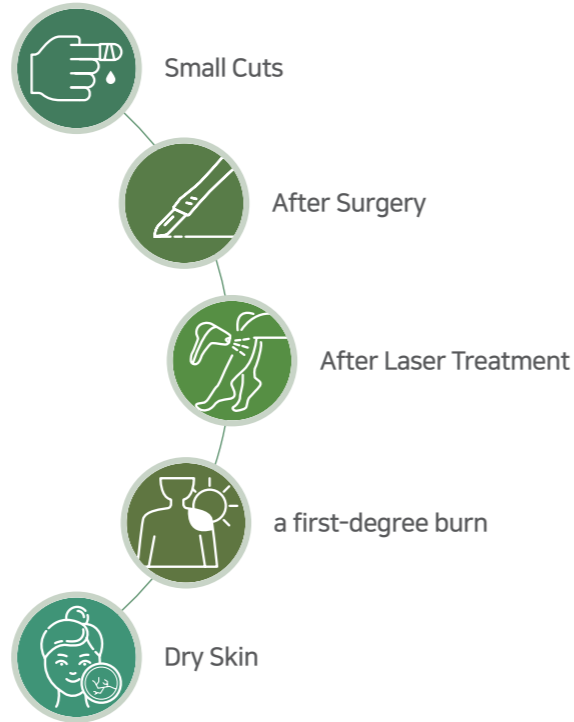 Small Cuts
After Surgery
After Laser Treatment
a first-degree burn
Dry Skin